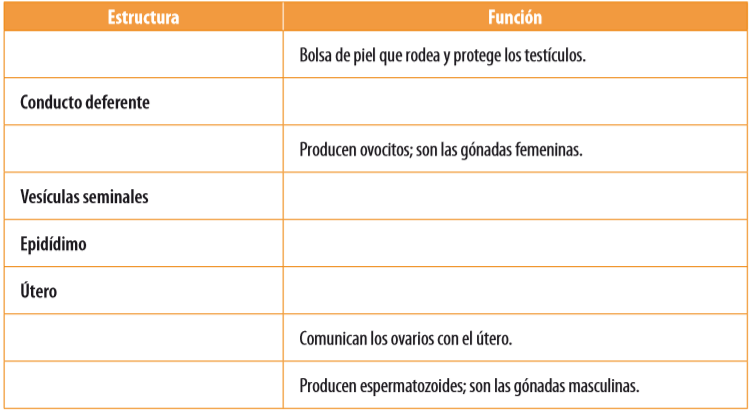 Estructura Función
Bolsa de piel que rodea y protege los testículos.
Conducto deferente
Producen ovocitos; son las gónadas femeninas.
Vesículas seminales
Epidídimo
Útero
Comunican los ovarios con el útero.
Producen espermatozoides; son las gónadas masculinas.